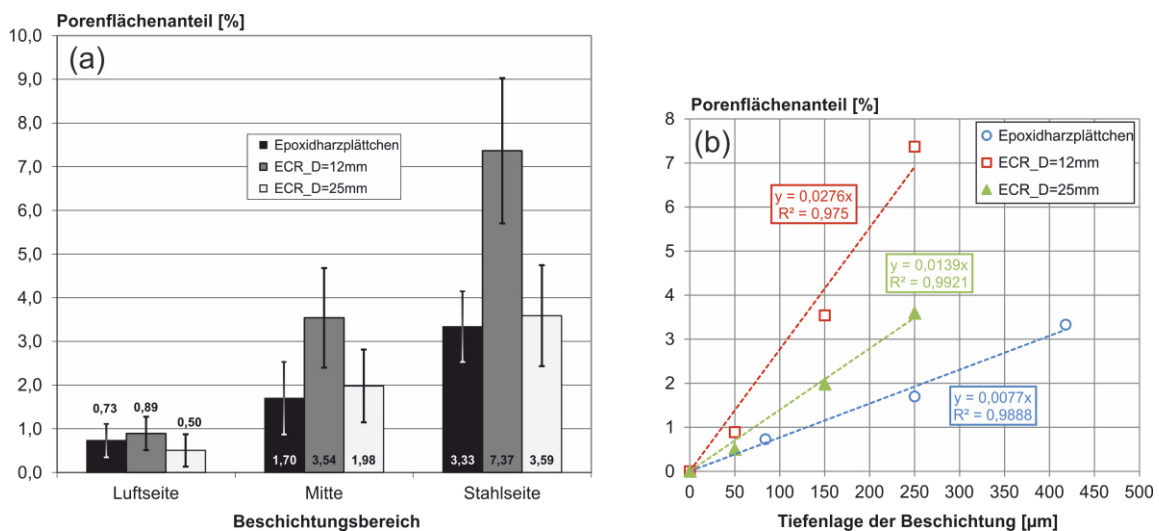 Porenflächenanteil [%]
10,0
9,0
8,0
7,0
6,0
5,0
4,0
3,0
2,0
1,0
0,0
(a)
Epoxidharzplättchen
ECR_D=12mm
ECR_D=25mm
0,73
0,89
0,50
1,70
3,54
1,98
3,33
7,37
3,59
Luftseite
Mitte
Stahlseite
Beschichtungsbereich
Porenflächenanteil [%]
8
7
6
5
4
3
2
1
0
(b)
Epoxidharzplättchen
ECR_D=12mm
ECR_D=25mm
y = 0,0276x
R² = 0,975
y = 0,0139x
R² = 0,9921
y = 0,0077x
R² = 0,9888
0 50 100 150 200 250 300 350 400 450 500
Tiefenlage der Beschichtung [µm]